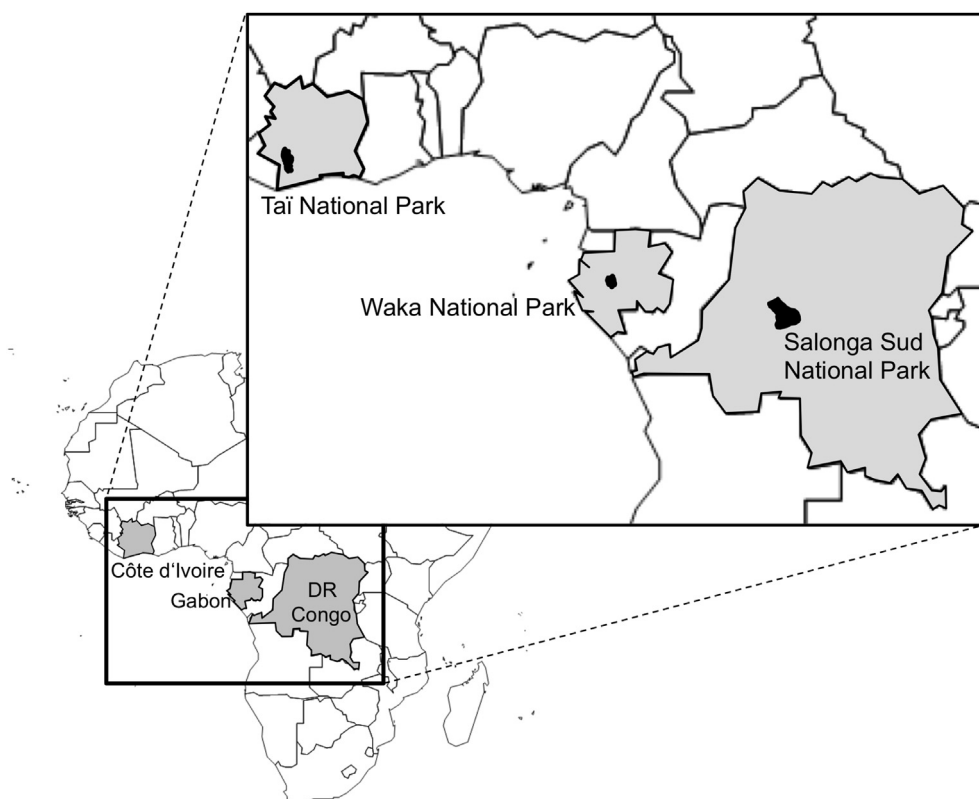 Taï National Park
Waka National Park
Salonga Sud
National Park
Côte d‘Ivoire
Gabon
DR
Congo